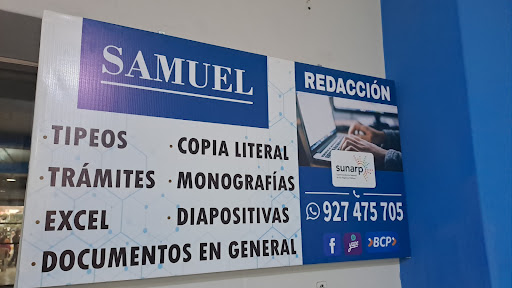 SAMUEL
· TIPEOS
· COPIA LITERAL
· TRÁMITES
· MONOGRAFÍAS
· EXCEL
· DIAPOSITIVAS
· DOCUMENTOS EN GENERAL
REDACCIÓN
sunarp
927 475 705
f
BCP